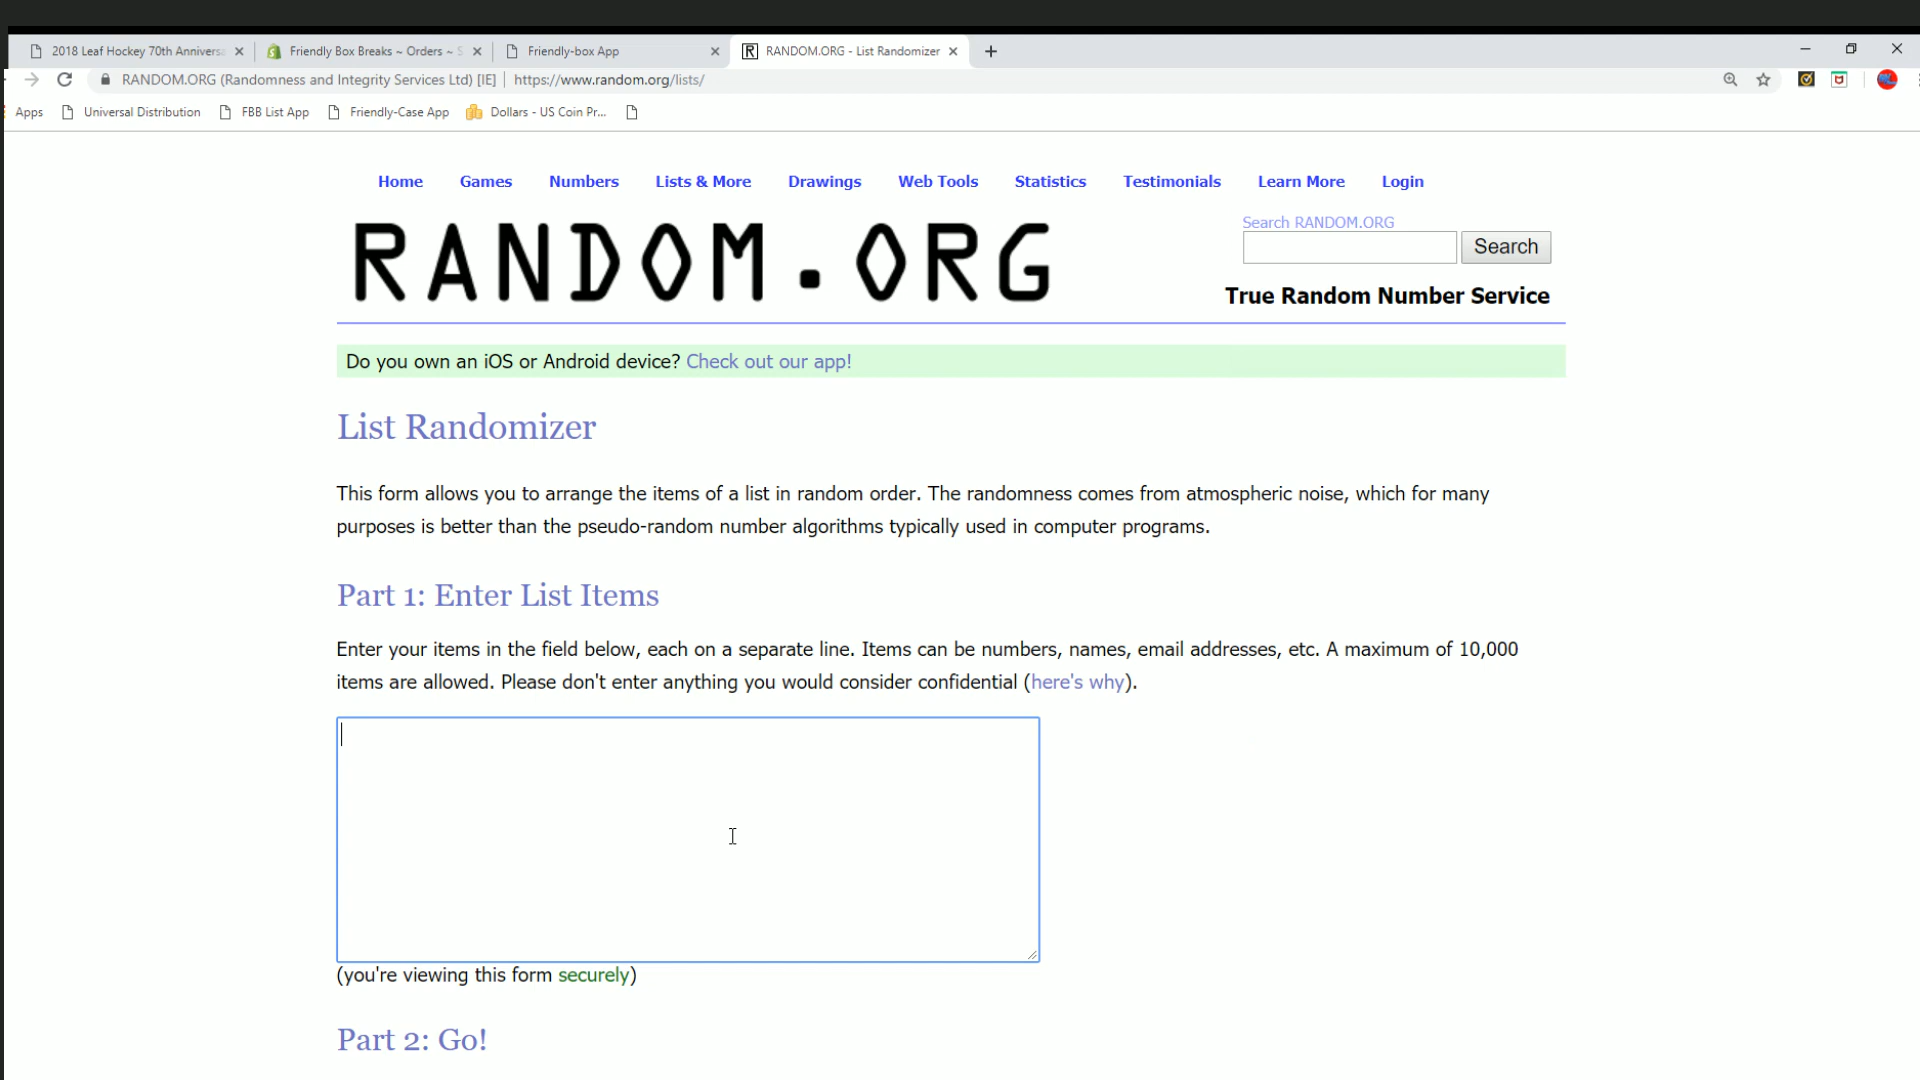 2018 Leaf Hockey 70th Annivers
Friendly Box Breaks ~ Orders ~ S
Friendly-box App
RANDOM.ORG - List Randomizer
RANDOM.ORG (Randomness and Integrity Services Ltd) [IE] | https://www.random.org/lists/
Apps
Universal Distribution
FBB List App
Friendly-Case App
Dollars - US Coin Pr...
Home
Games
Numbers
Lists & More
Drawings
Web Tools
Statistics
Testimonials
Learn More
Login
RANDOM.ORG
Search RANDOM.ORG
Search
True Random Number Service
Do you own an iOS or Android device? Check out our app!
List Randomizer
This form allows you to arrange the items of a list in random order. The randomness comes from atmospheric noise, which for many
purposes is better than the pseudo-random number algorithms typically used in computer programs.
Part 1: Enter List Items
Enter your items in the field below, each on a separate line. Items can be numbers, names, email addresses, etc. A maximum of 10,000
items are allowed. Please don't enter anything you would consider confidential (here's why).
(you're viewing this form securely)
Part 2: Go!